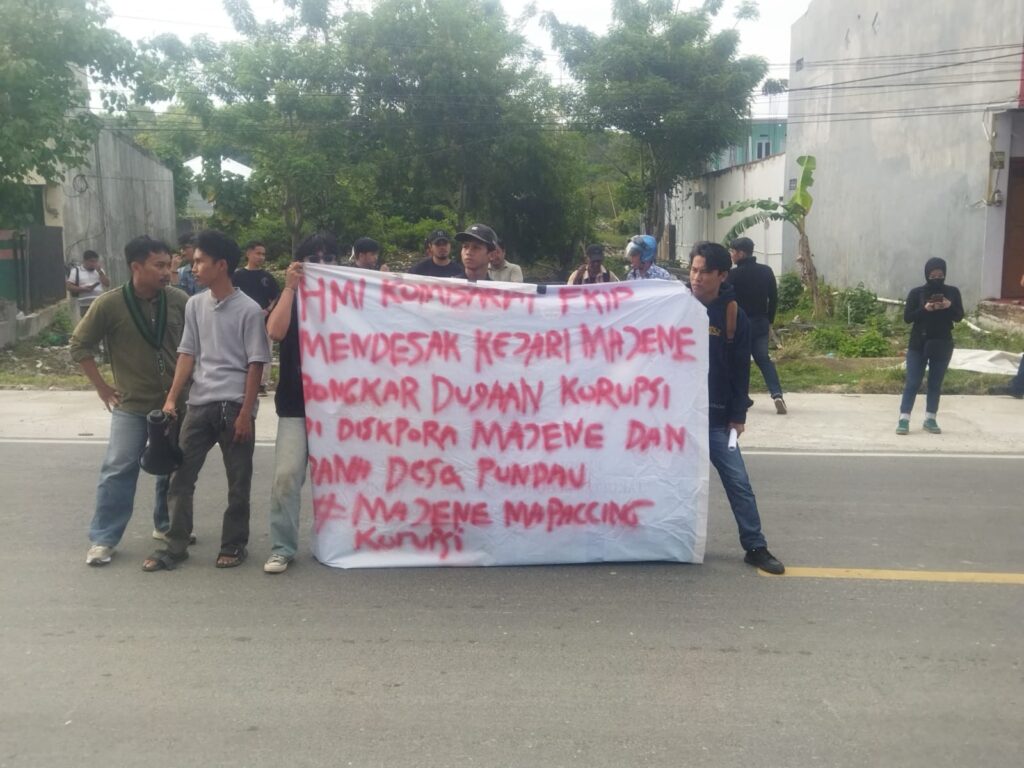 HMI KOMISARIAT FKIP
MENDESAK KEJARI MAJENE
BONGKAR DUGAAN KORUPSI
DI DISKPORA MAJENE DAN
DANA DESA PUNDAU
# MAJENE MAPACCING
KORUPSI